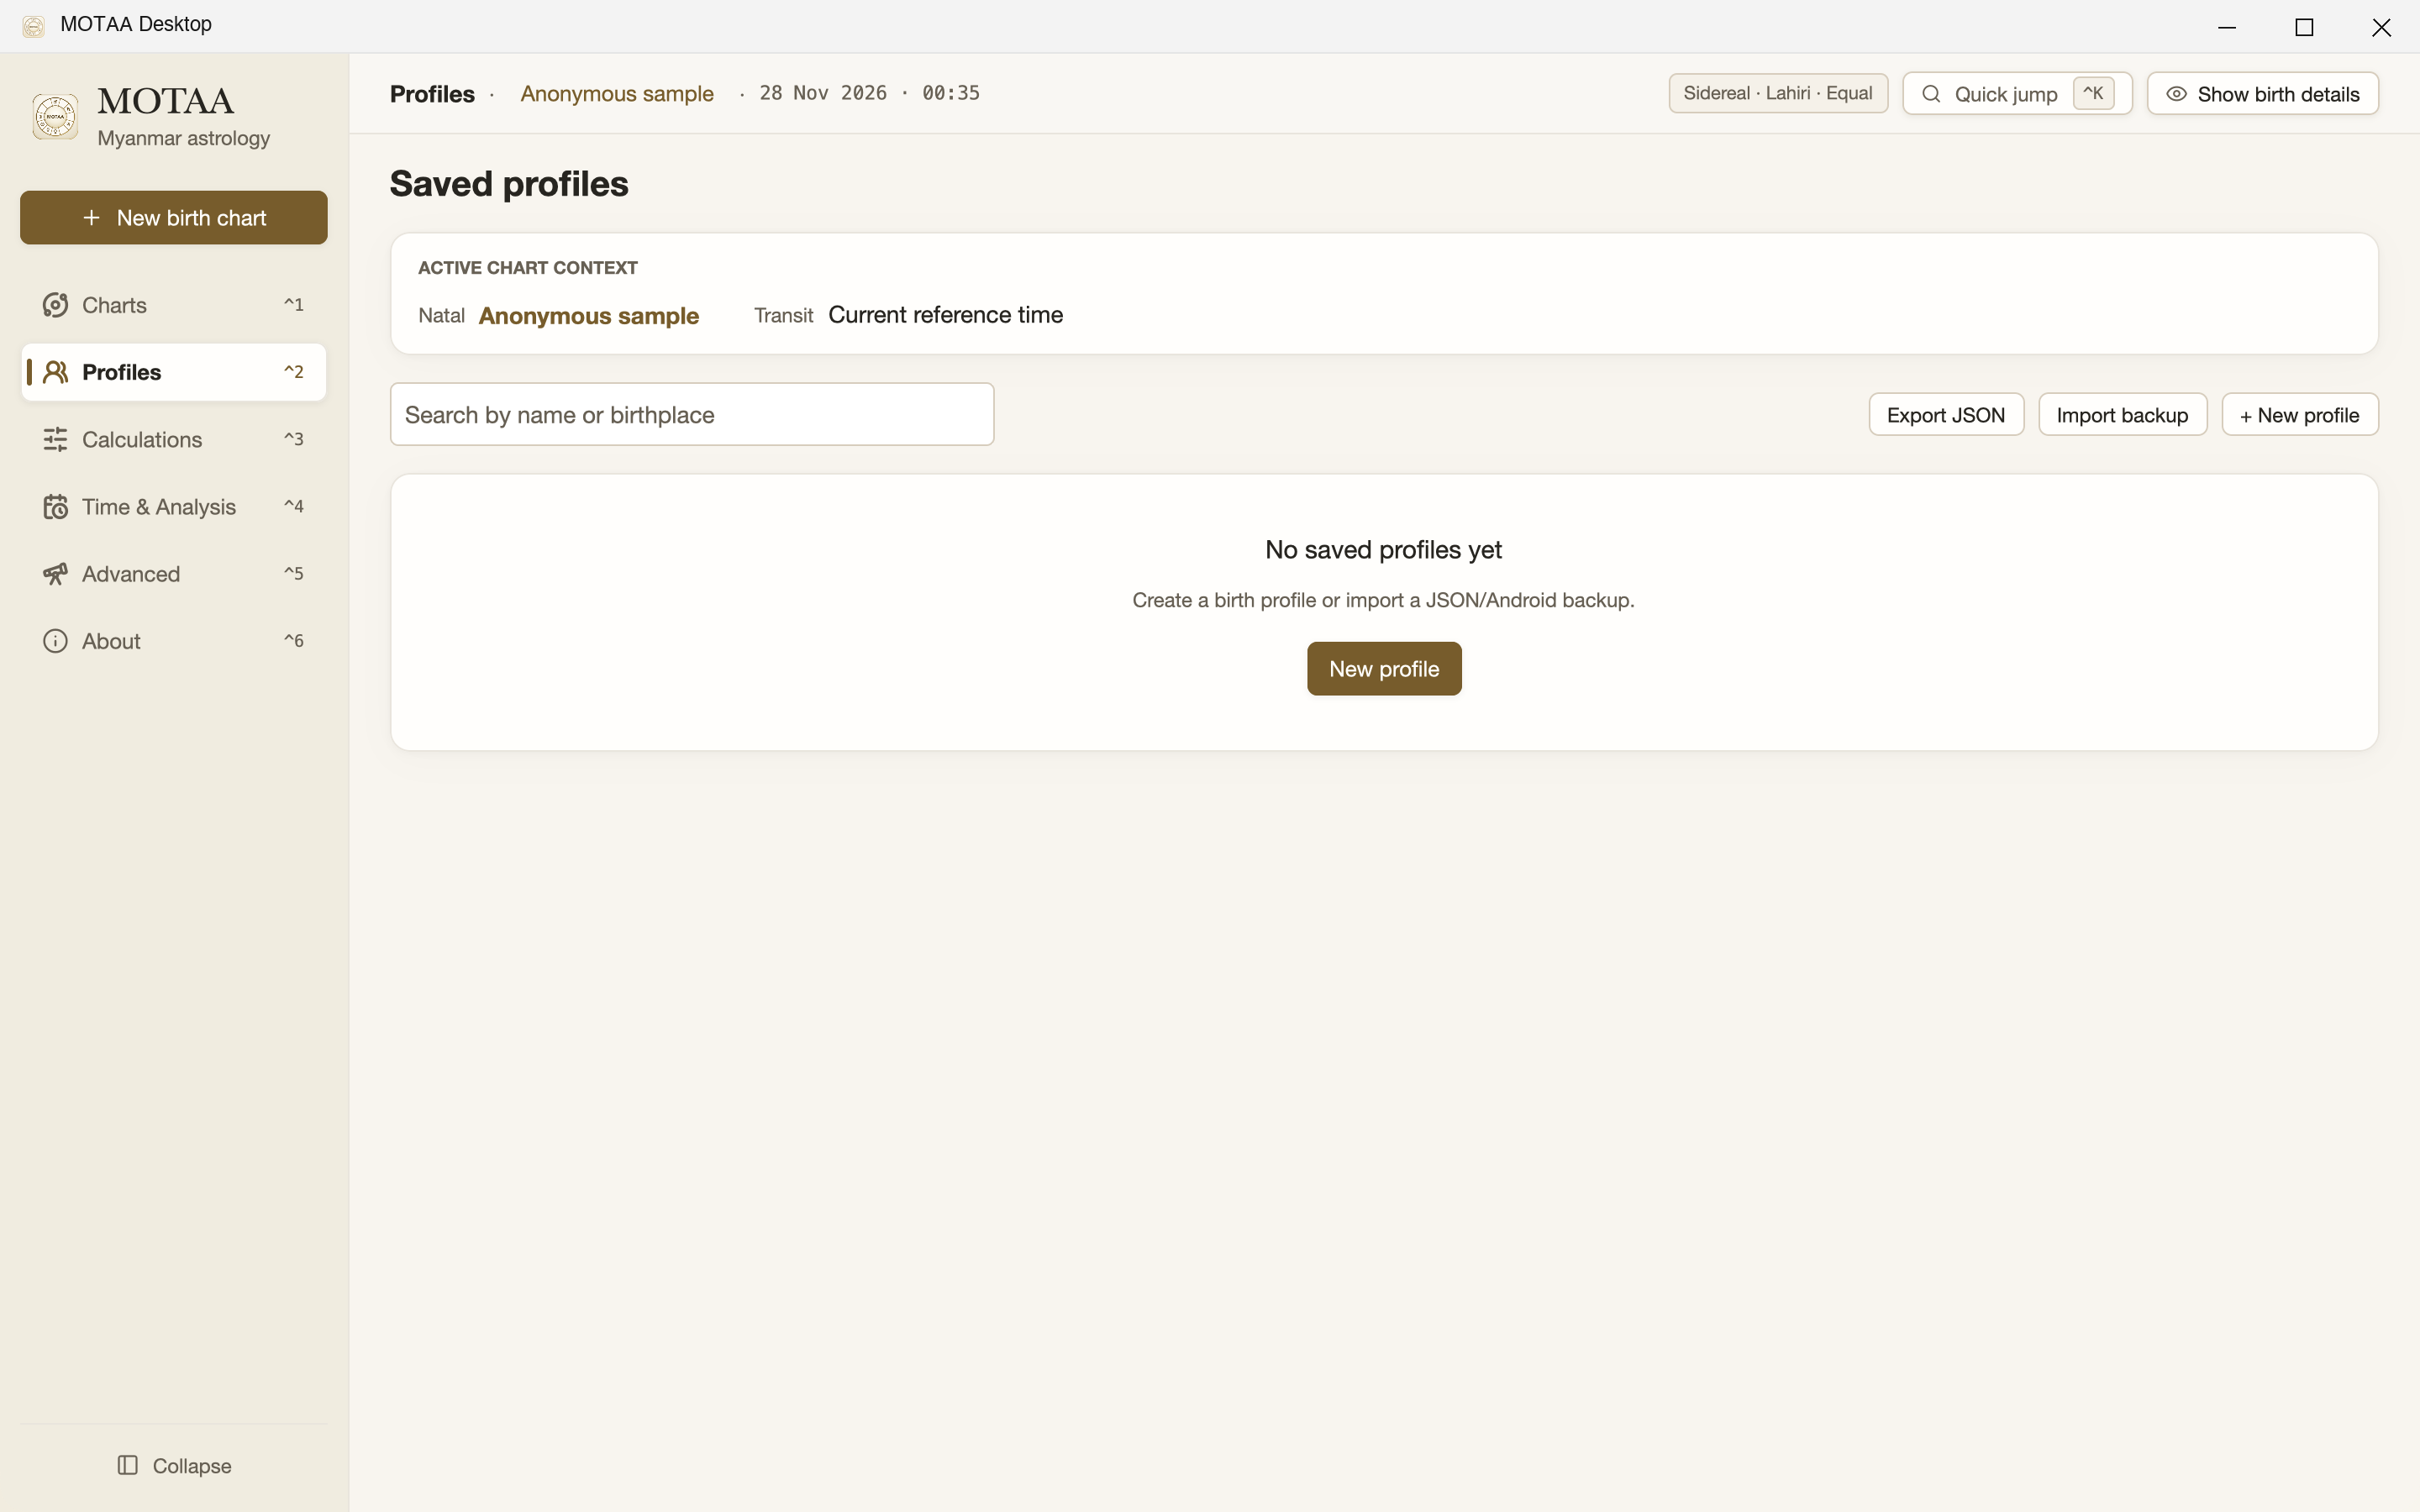 MOTAA Desktop
MOTAA
Myanmar astrology
+ New birth chart
Charts ^1
Profiles ^2
Calculations ^3
Time & Analysis ^4
Advanced ^5
About ^6
Collapse
Profiles · Anonymous sample · 28 Nov 2026 · 00:35
Sidereal · Lahiri · Equal
Quick jump ^K
Show birth details
Saved profiles
ACTIVE CHART CONTEXT
Natal Anonymous sample Transit Current reference time
Search by name or birthplace
Export JSON
Import backup
+ New profile
No saved profiles yet
Create a birth profile or import a JSON/Android backup.
New profile